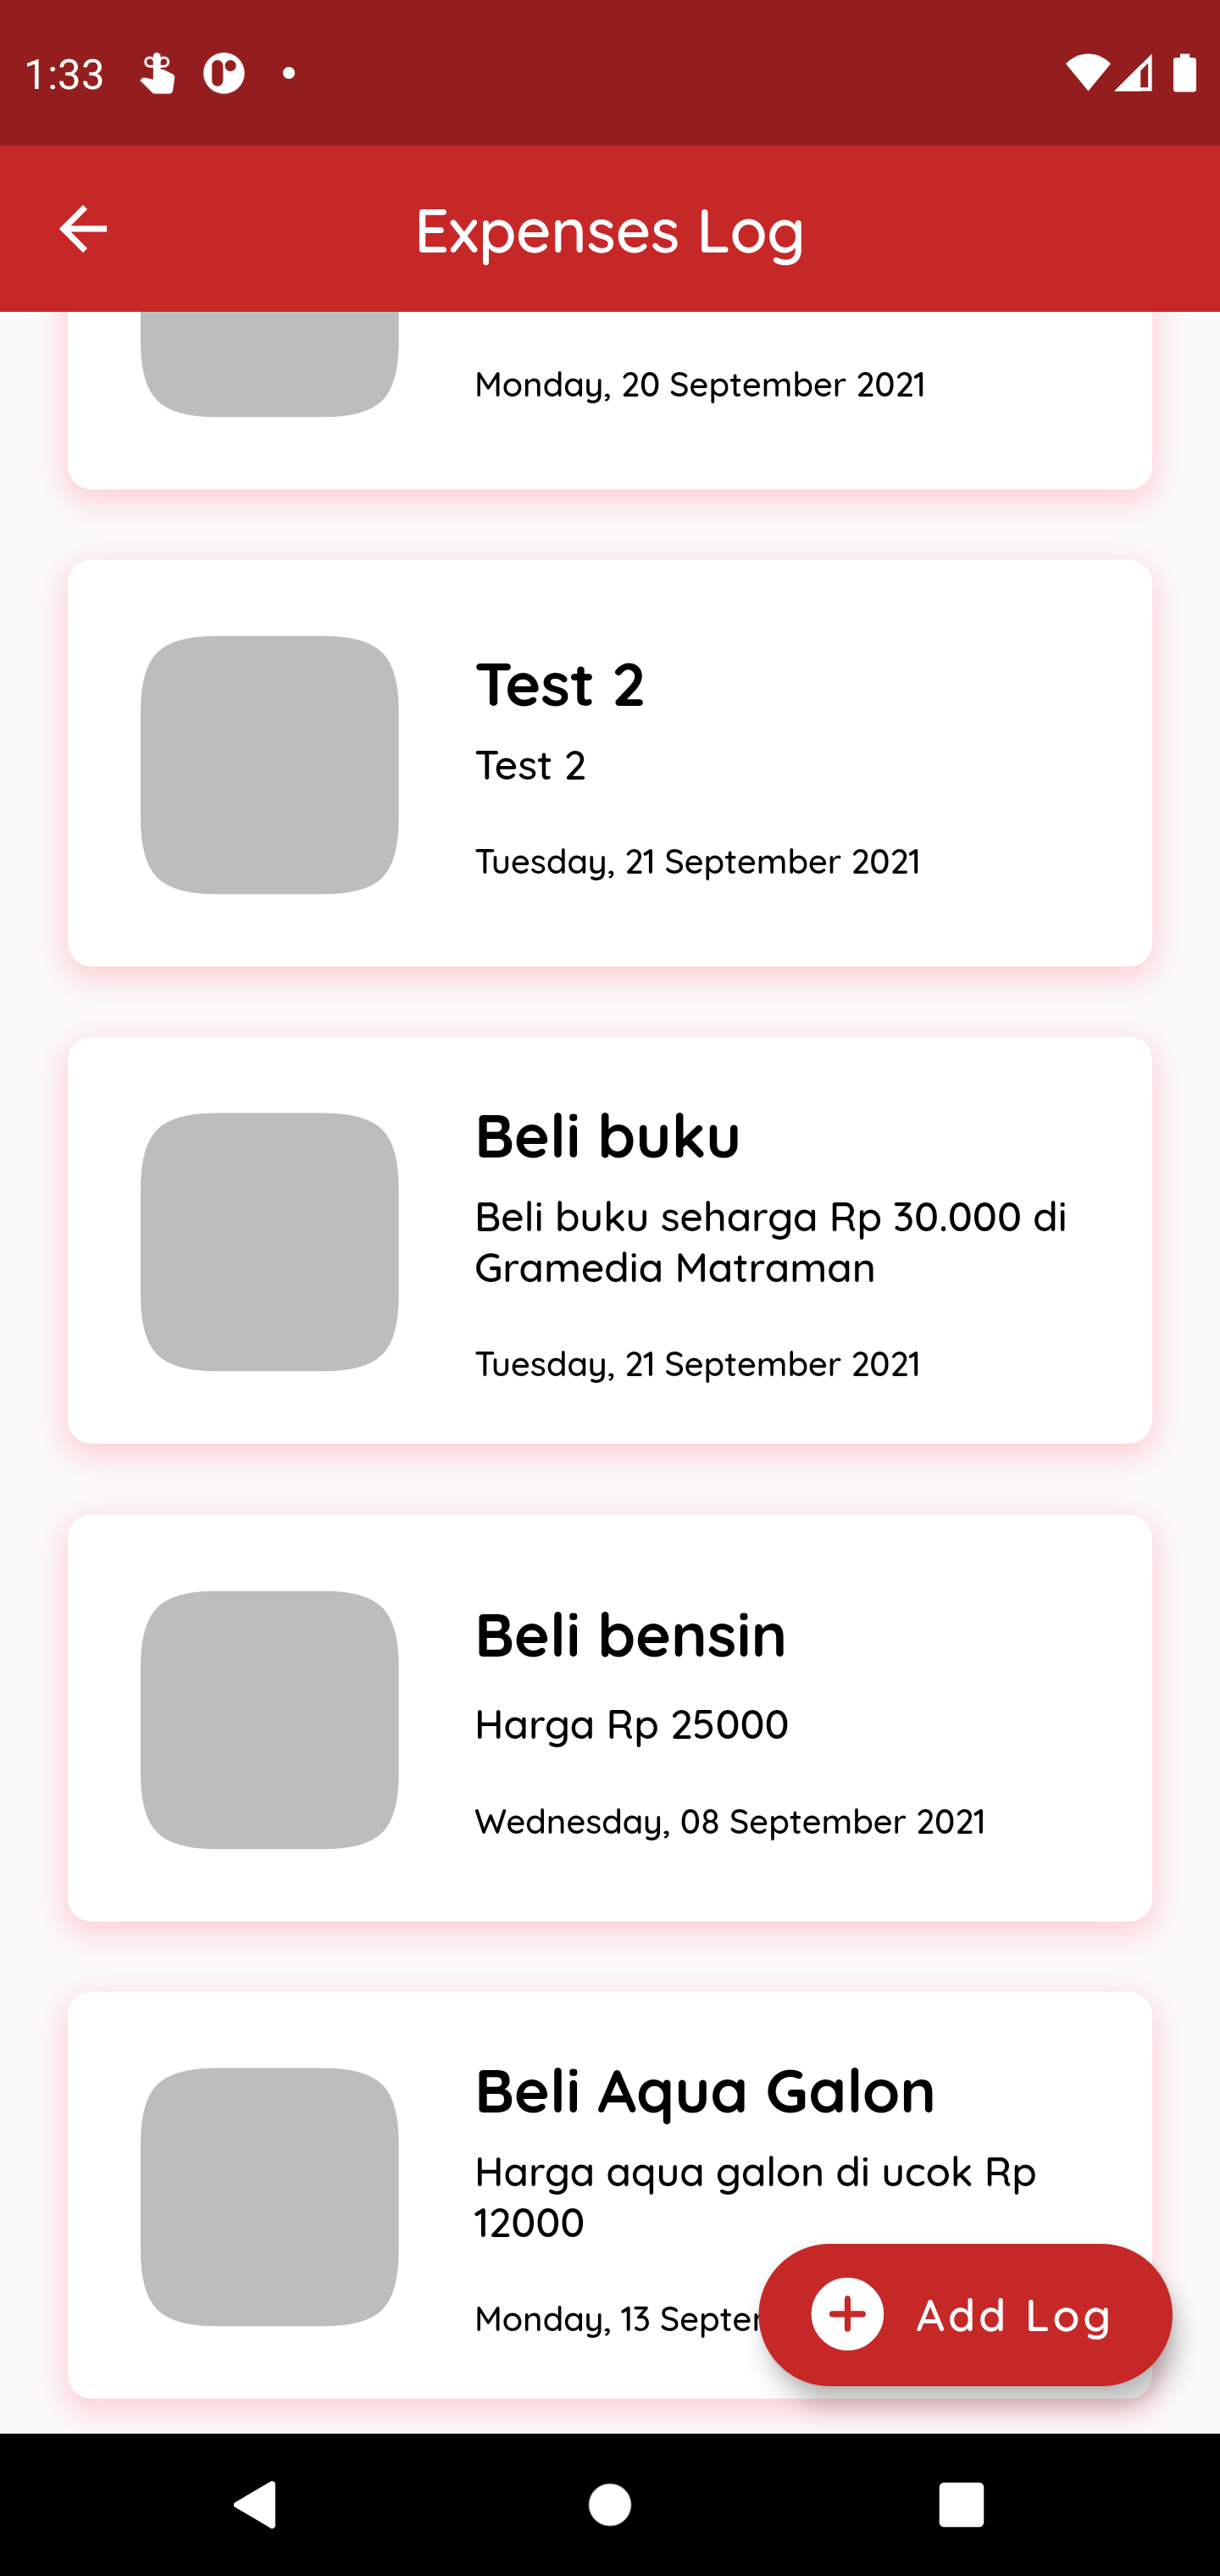 1:33
Expenses Log
Monday, 20 September 2021
Test 2
Test 2
Tuesday, 21 September 2021
Beli buku
Beli buku seharga Rp 30.000 di
Gramedia Matraman
Tuesday, 21 September 2021
Beli bensin
Harga Rp 25000
Wednesday, 08 September 2021
Beli Aqua Galon
Harga aqua galon di ucok Rp
12000
Monday, 13
Add Log